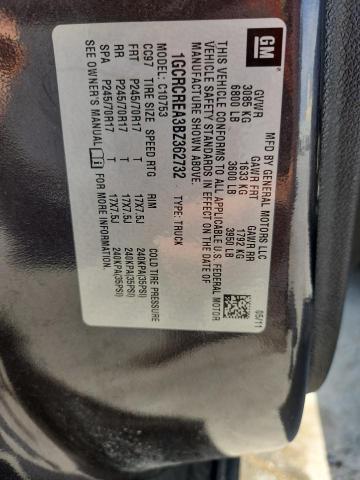 GM
MFD BY GENERAL MOTORS LLC
05/11
GVWR GAWR FRT GAWR RR
3085 KG 1633 KG 1792 KG
6800 LB 3600 LB 3950 LB
THIS VEHICLE CONFORMS TO ALL APPLICABLE U.S. FEDERAL MOTOR
VEHICLE SAFETY STANDARDS IN EFFECT ON THE DATE OF
MANUFACTURE SHOWN ABOVE.
1GCRCREA3BZ362732 TYPE: TRUCK
MODEL: C10753
CC97 TIRE SIZE SPEED RTG RIM COLD TIRE PRESSURE
FRT P245/70R17 T 17X7.5J 240KPA(35PSI)
RR P245/70R17 T 17X7.5J 240KPA(35PSI)
SPA P245/70R17 T 17X7.5J 240KPA(35PSI)
SEE OWNER'S MANUAL i FOR MORE INFORMATION.